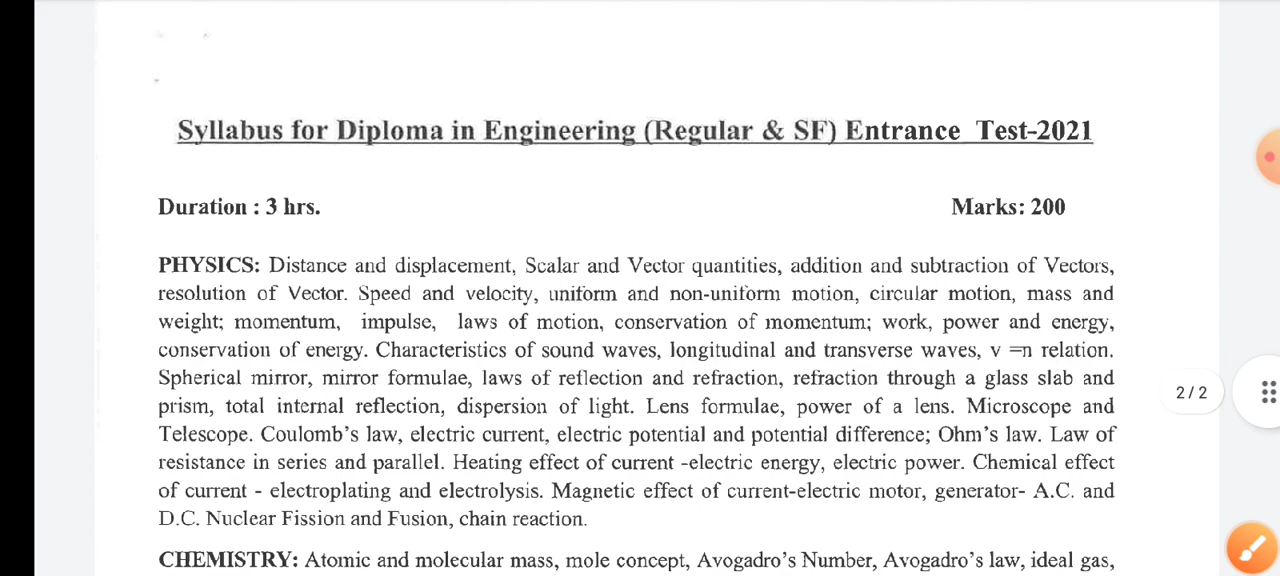 Syllabus for Diploma in Engineering (Regular & SF) Entrance Test-2021
Duration : 3 hrs. Marks: 200
PHYSICS: Distance and displacement, Scalar and Vector quantities, addition and subtraction of Vectors,
resolution of Vector. Speed and velocity, uniform and non-uniform motion, circular motion, mass and
weight; momentum, impulse, laws of motion, conservation of momentum; work, power and energy,
conservation of energy. Characteristics of sound waves, longitudinal and transverse waves, v =n relation.
Spherical mirror, mirror formulae, laws of reflection and refraction, refraction through a glass slab and
prism, total internal reflection, dispersion of light. Lens formulae, power of a lens. Microscope and
Telescope. Coulomb's law, electric current, electric potential and potential difference; Ohm's law. Law of
resistance in series and parallel. Heating effect of current -electric energy, electric power. Chemical effect
of current - electroplating and electrolysis. Magnetic effect of current-electric motor, generator- A.C. and
D.C. Nuclear Fission and Fusion, chain reaction.
CHEMISTRY: Atomic and molecular mass, mole concept, Avogadro's Number, Avogadro's law, ideal gas,
2/2